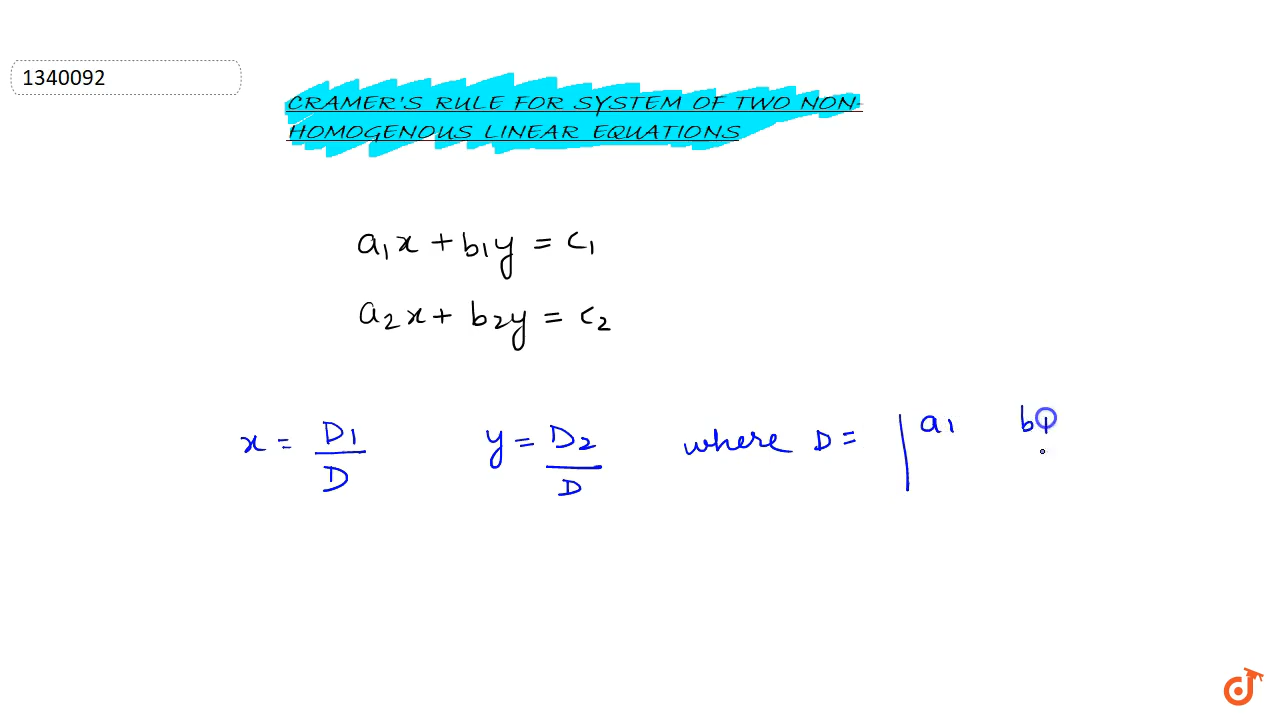 1340092
CRAMER'S RULE FOR SYSTEM OF TWO NON-
HOMOGENOUS LINEAR EQUATIONS
a₁x + b₁y = c₁
a₂x + b₂y = c₂
x = D₁/D y = D₂/D where D = | a₁ b₁